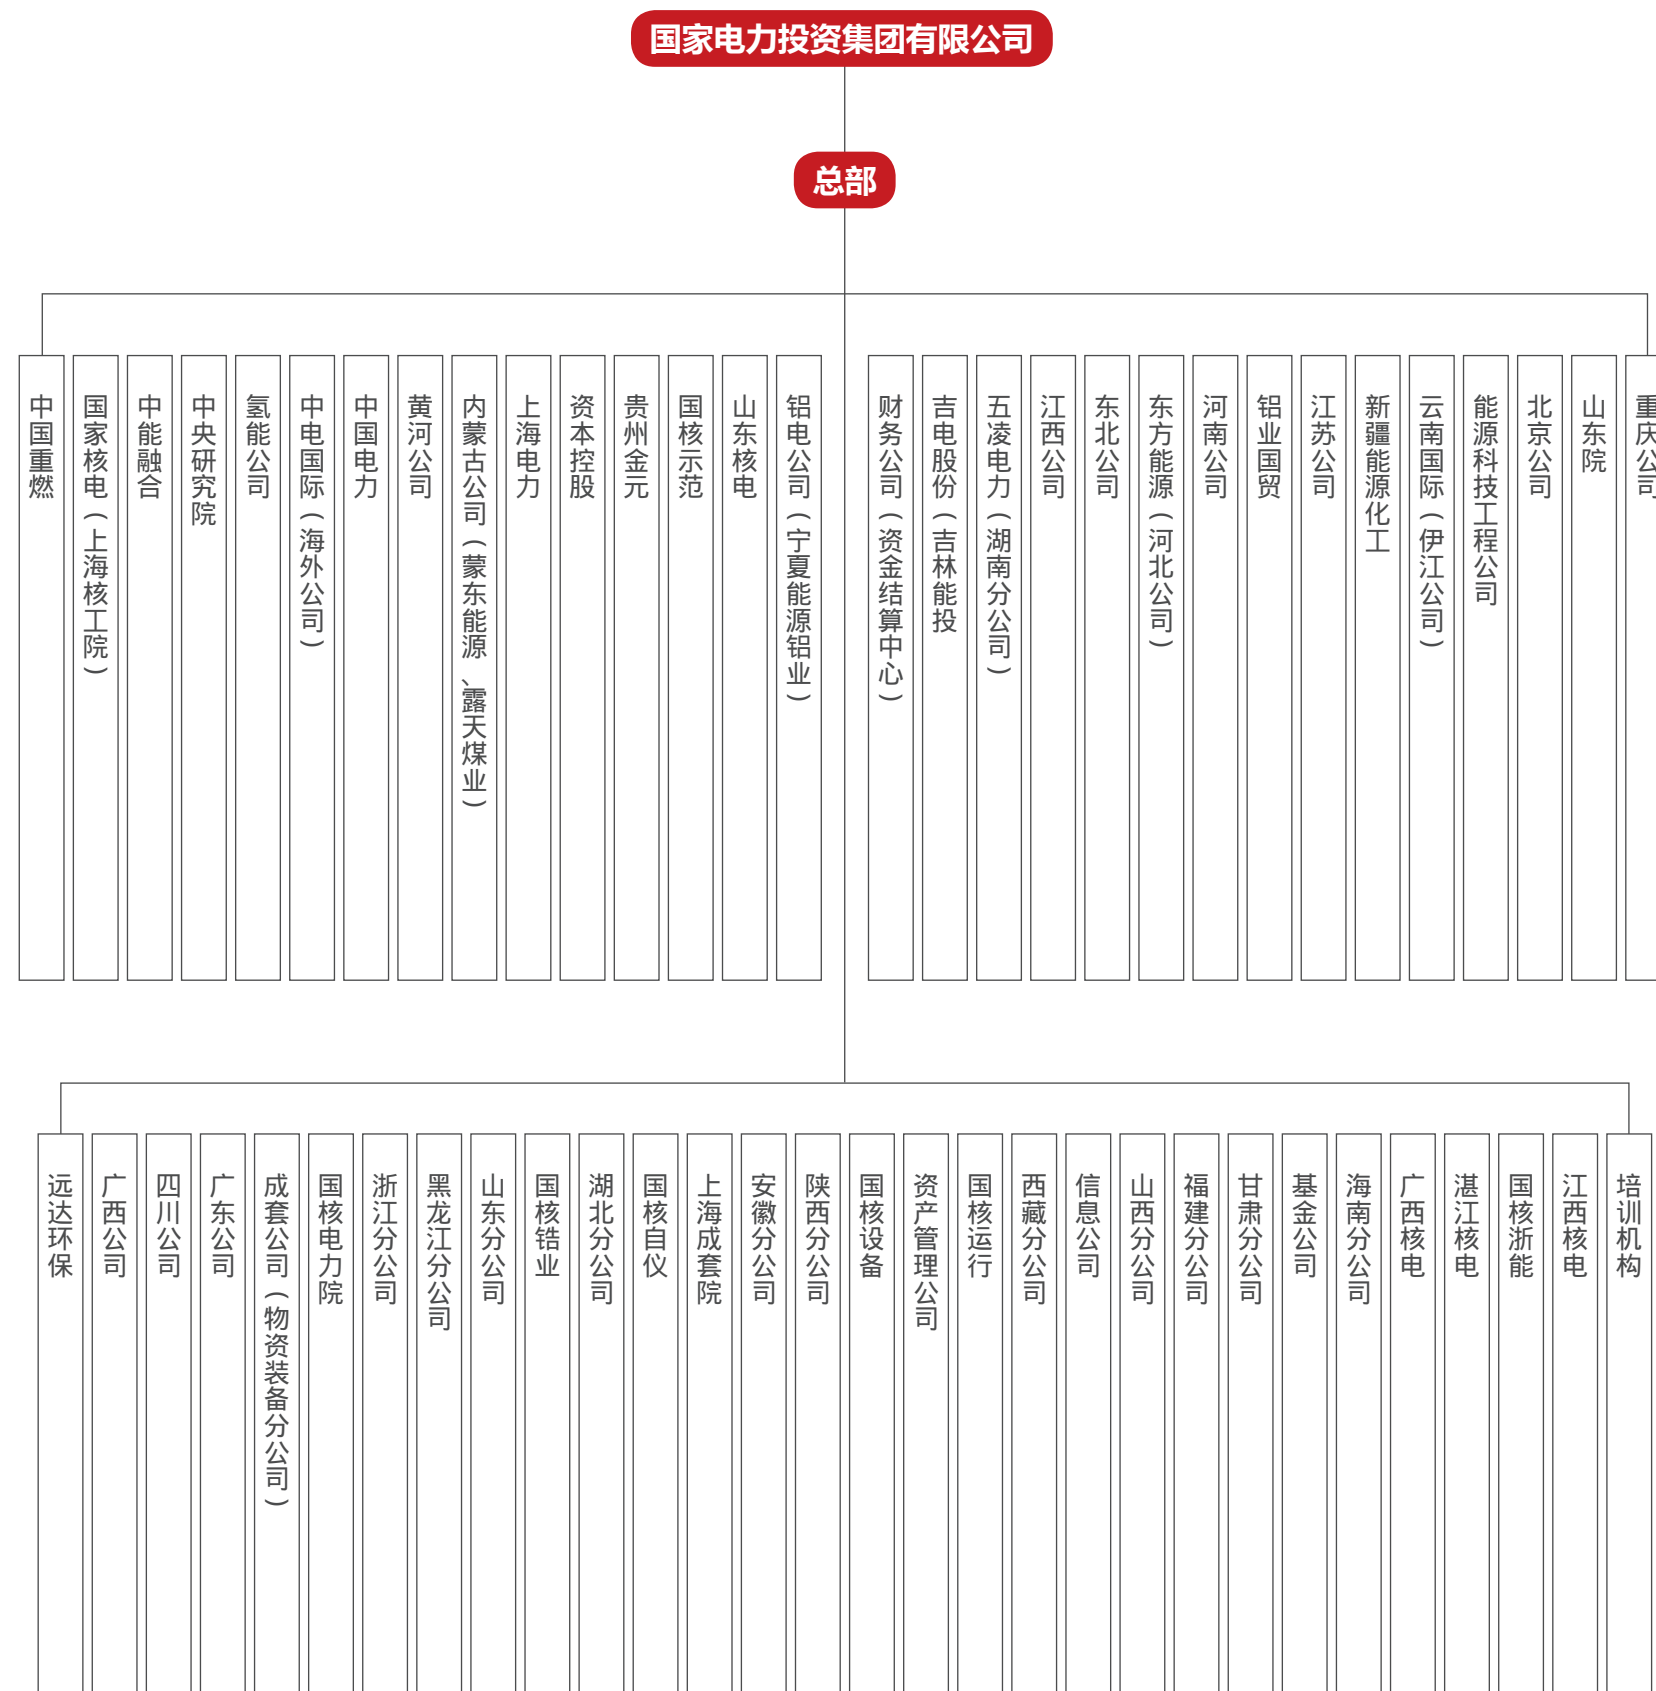 国家电力投资集团有限公司
总部
中国重燃
国家核电（上海核工院）
中能融合
中央研究院
氢能公司
中电国际（海外公司）
中国电力
黄河公司
内蒙古公司（蒙东能源、露天煤业）
上海电力
资本控股
贵州金元
国核示范
山东核电
铝电公司（宁夏能源铝业）
财务公司（资金结算中心）
吉电股份（吉林能投
五凌电力（湖南分公司）
江西公司
东北公司
东方能源（河北公司）
河南公司
铝业国贸
江苏公司
新疆能源化工
云南国际（伊江公司）
能源科技工程公司
北京公司
山东院
重庆公司
远达环保
广西公司
四川公司
广东公司
成套公司（物资装备分公司）
国核电力院
浙江分公司
黑龙江分公司
山东分公司
国核锆业
湖北分公司
国核自仪
上海成套院
安徽分公司
陕西分公司
国核设备
资产管理公司
国核运行
西藏分公司
信息公司
山西分公司
福建分公司
甘肃分公司
基金公司
海南分公司
广西核电
湛江核电
国核浙能
江西核电
培训机构